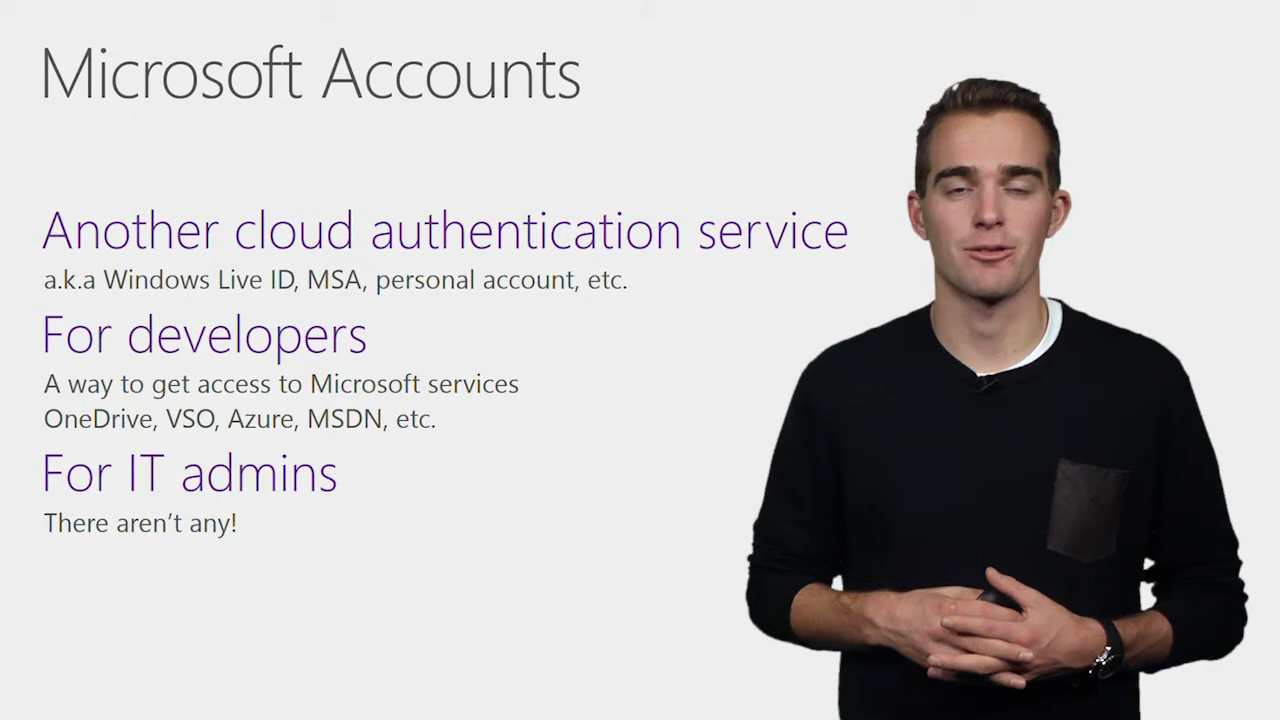 Microsoft Accounts
Another cloud authentication service
a.k.a Windows Live ID, MSA, personal account, etc.
For developers
A way to get access to Microsoft services
OneDrive, VSO, Azure, MSDN, etc.
For IT admins
There aren’t any!